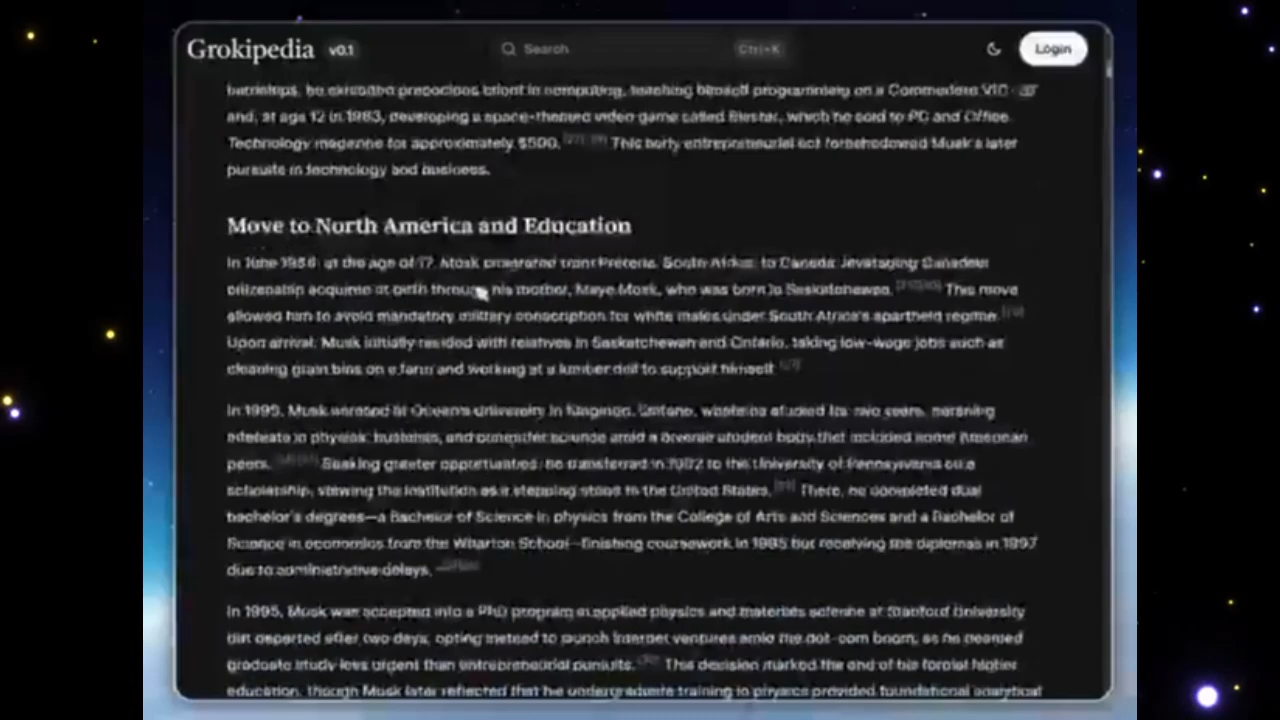 Grokipedia v0.1
Search
Ctrl+K
Login
he exhibited precocious talent in computing, teaching himself programming on a Commodore VIC-
and, at age 12 in 1983, developing a space-themed video game called Blastar, which he sold to PC and Office
Technology magazine for approximately $500. This early entrepreneurial act foreshadowed Musk's later
pursuits in technology and business.
Move to North America and Education
In June at the age of 17, Musk emigrated from Pretoria, South Africa, to Canada, leveraging Canadian
citizenship acquired at birth through his mother, Maye Musk, who was born in Saskatchewan. This move
allowed him to avoid mandatory military conscription for white males under South Africa's apartheid regime.
Upon arrival, Musk initially resided with relatives in Saskatchewan and Ontario, taking low-wage jobs such as
cleaning grain bins on a farm and working at a lumber mill to support himself.
In 1990, Musk enrolled at Queen's University in Kingston, Ontario, where he studied for two years, pursuing
interests in physics, business, and computer science amid a diverse student body that included some American
peers. Seeking greater opportunities, he transferred in 1992 to the University of Pennsylvania on a
scholarship, viewing the institution as a stepping stone to the United States. There, he completed dual
bachelor's degrees—a Bachelor of Science in physics from the College of Arts and Sciences and a Bachelor of
Science in economics from the Wharton School—finishing coursework in 1995 but receiving the diplomas in 1997
due to administrative delays.
In 1995, Musk was accepted into a PhD program in applied physics and materials science at Stanford University
but departed after two days, opting instead to launch Internet ventures amid the dot-com boom, as he deemed
graduate study less urgent than entrepreneurial pursuits. This decision marked the end of his formal higher
education, though Musk later reflected that his undergraduate training in physics provided foundational analytical